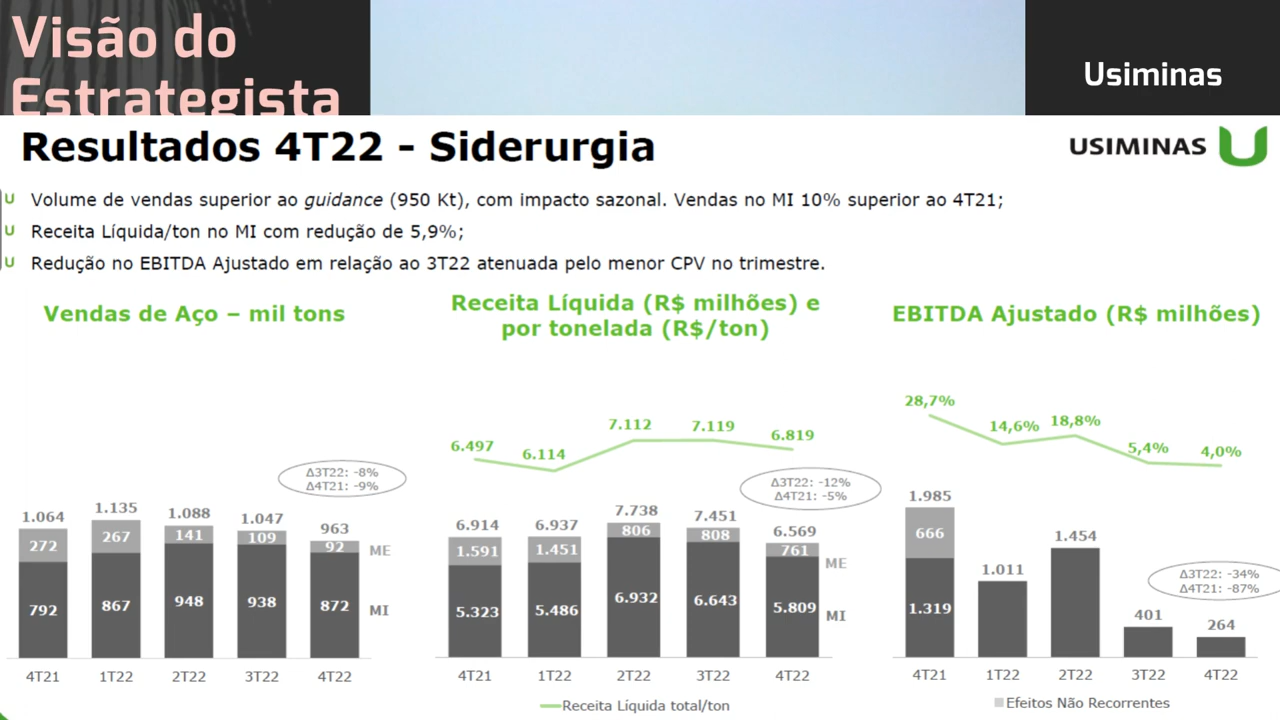 Visão do
Estrategista
Usiminas
Resultados 4T22 - Siderurgia
USIMINAS
Volume de vendas superior ao guidance (950 Kt), com impacto sazonal. Vendas no MI 10% superior ao 4T21;
Receita Líquida/ton no MI com redução de 5,9%;
Redução no EBITDA Ajustado em relação ao 3T22 atenuada pelo menor CPV no trimestre.
Vendas de Aço – mil tons
Δ3T22: -8%
Δ4T21: -9%
1.064 1.135 1.088 1.047 963
272 267 141 109 92 ME
792 867 948 938 872 MI
4T21 1T22 2T22 3T22 4T22
Receita Líquida (R$ milhões) e
por tonelada (R$/ton)
6.497 6.114 7.112 7.119 6.819
Δ3T22: -12%
Δ4T21: -5%
6.914 6.937 7.738 7.451 6.569
1.591 1.451 806 808 761 ME
5.323 5.486 6.932 6.643 5.809 MI
4T21 1T22 2T22 3T22 4T22
Receita Líquida total/ton
EBITDA Ajustado (R$ milhões)
28,7% 14,6% 18,8% 5,4% 4,0%
1.985 1.011 1.454 401 264
666
1.319
Δ3T22: -34%
Δ4T21: -87%
4T21 1T22 2T22 3T22 4T22
Efeitos Não Recorrentes